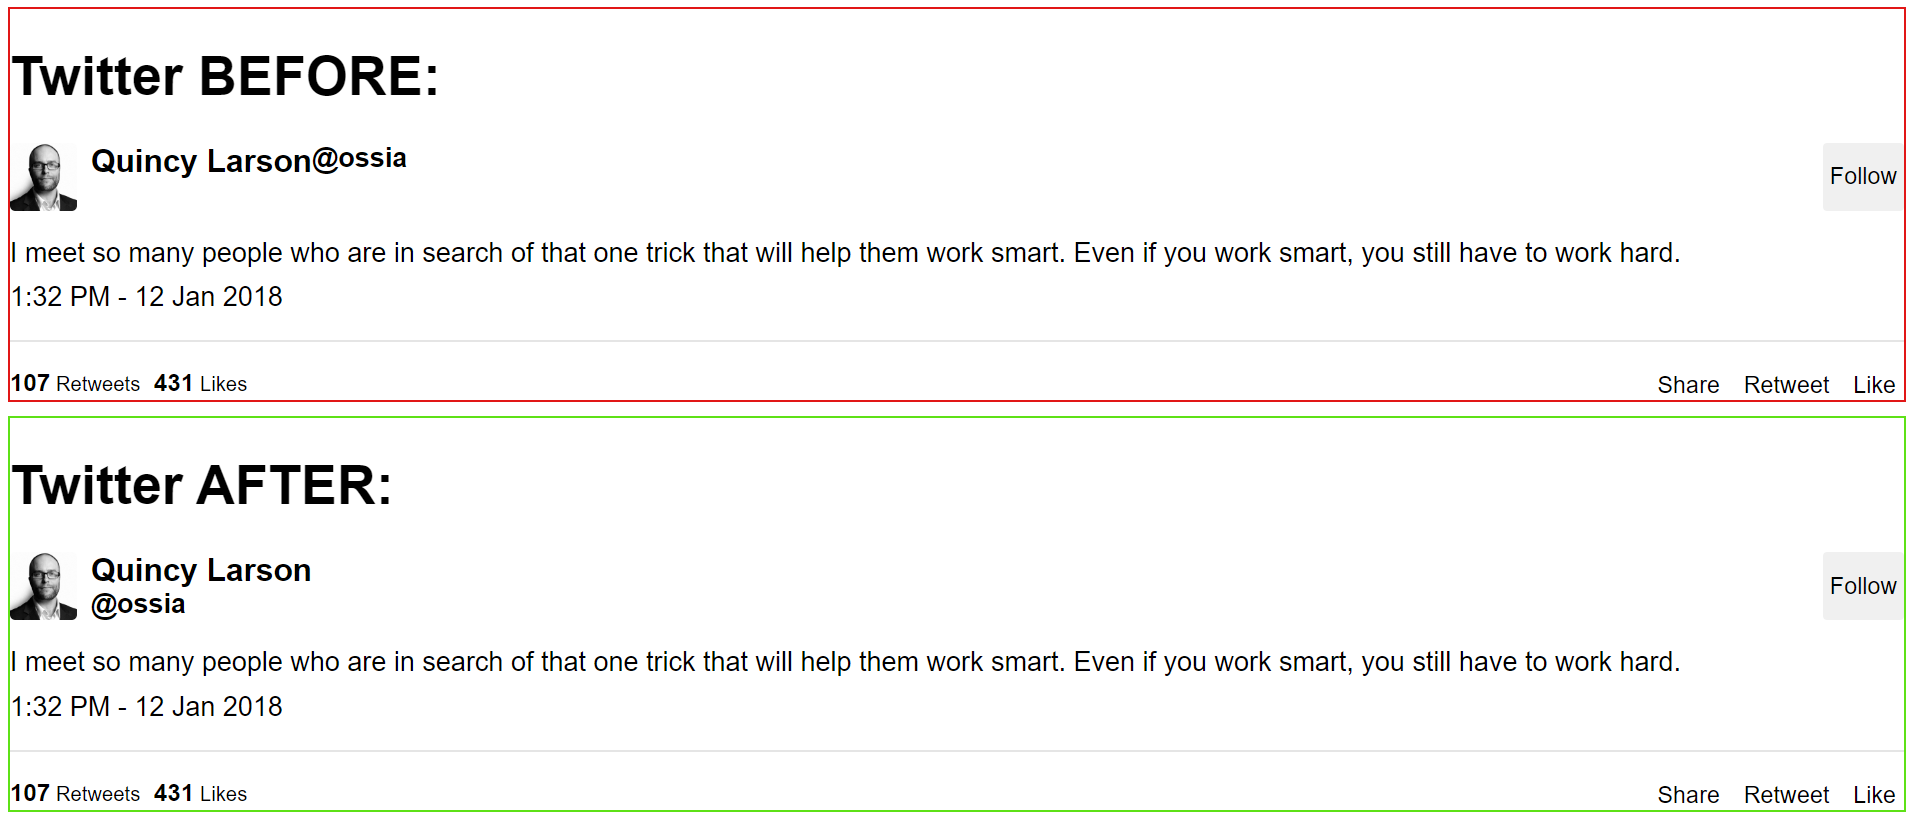 Twitter BEFORE:
Quincy Larson@ossia
Follow
I meet so many people who are in search of that one trick that will help them work smart. Even if you work smart, you still have to work hard.
1:32 PM - 12 Jan 2018
107 Retweets 431 Likes
Share Retweet Like
Twitter AFTER:
Quincy Larson
@ossia
Follow
I meet so many people who are in search of that one trick that will help them work smart. Even if you work smart, you still have to work hard.
1:32 PM - 12 Jan 2018
107 Retweets 431 Likes
Share Retweet Like